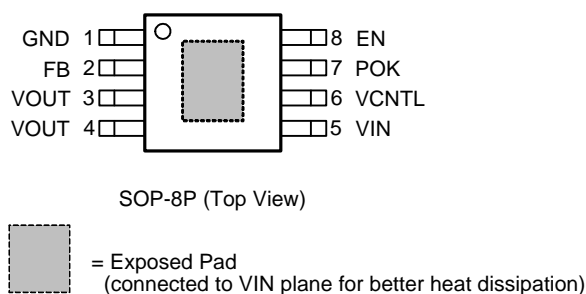 GND 1 8 EN
FB 2 7 POK
VOUT 3 6 VCNTL
VOUT 4 5 VIN
SOP-8P (Top View)
= Exposed Pad
(connected to VIN plane for better heat dissipation)